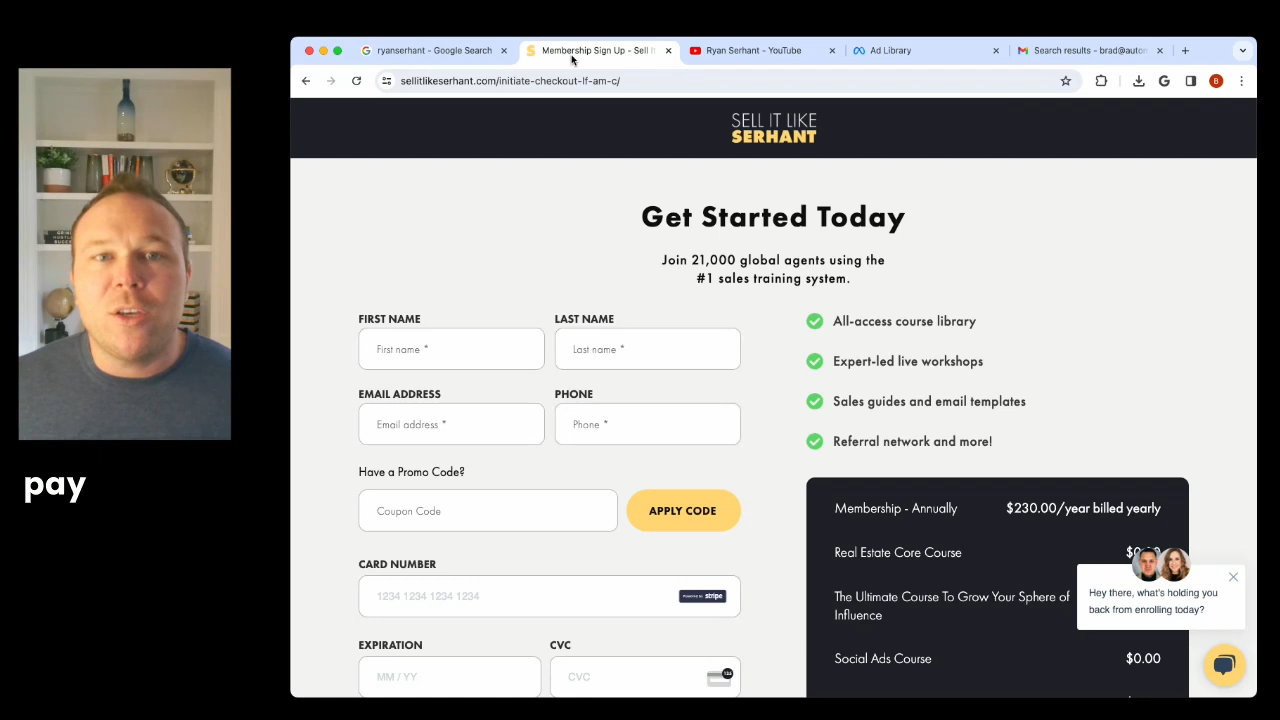 ryanserhant - Google Search
Membership Sign Up - Sell It
Ryan Serhant - YouTube
Ad Library
Search results - brad@auton
sellitlikeserhant.com/initiate-checkout-lf-am-c/
B
SELL IT LIKE
SERHANT
Get Started Today
Join 21,000 global agents using the
#1 sales training system.
FIRST NAME
LAST NAME
First name *
Last name *
EMAIL ADDRESS
PHONE
Email address *
Phone *
Have a Promo Code?
Coupon Code
APPLY CODE
CARD NUMBER
1234 1234 1234 1234
Powered by stripe
EXPIRATION
CVC
MM / YY
CVC
All-access course library
Expert-led live workshops
Sales guides and email templates
Referral network and more!
Membership - Annually $230.00/year billed yearly
Real Estate Core Course
The Ultimate Course To Grow Your Sphere of
Influence
Social Ads Course $0.00
Hey there, what's holding you
back from enrolling today?
pay